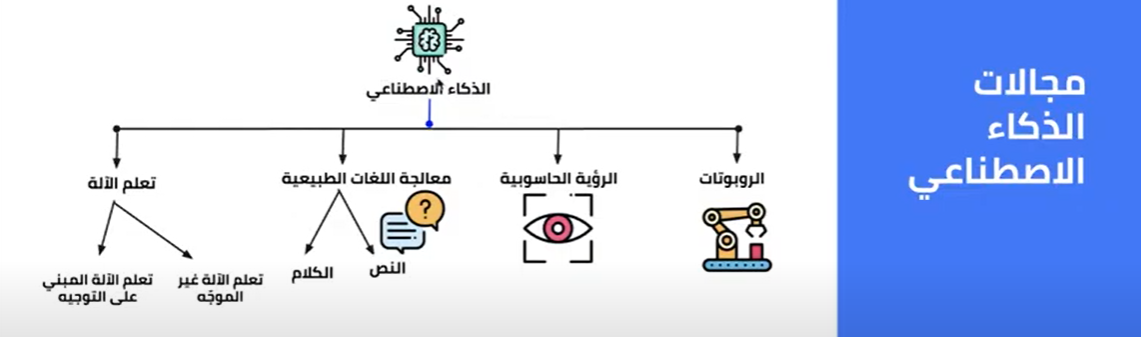 مجالات
الذكاء
الاصطناعي
الذكاء الاصطناعي
الروبوتات
الرؤية الحاسوبية
معالجة اللغات الطبيعية
تعلم الآلة
?
النص
الكلام
تعلم الآلة غير
الموجّه
تعلم الآلة المبني
على التوجيه